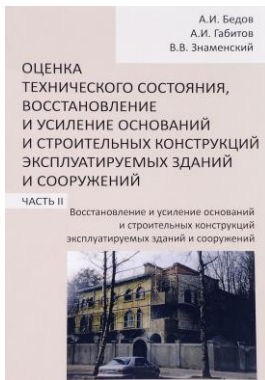 А.И. Бедов
А.И. Габитов
В.В. Знаменский
ОЦЕНКА
ТЕХНИЧЕСКОГО СОСТОЯНИЯ,
ВОССТАНОВЛЕНИЕ
И УСИЛЕНИЕ ОСНОВАНИЙ
И СТРОИТЕЛЬНЫХ КОНСТРУКЦИЙ
ЭКСПЛУАТИРУЕМЫХ ЗДАНИЙ
И СООРУЖЕНИЙ
ЧАСТЬ II
Восстановление и усиление оснований
и строительных конструкций
эксплуатируемых зданий и сооружений